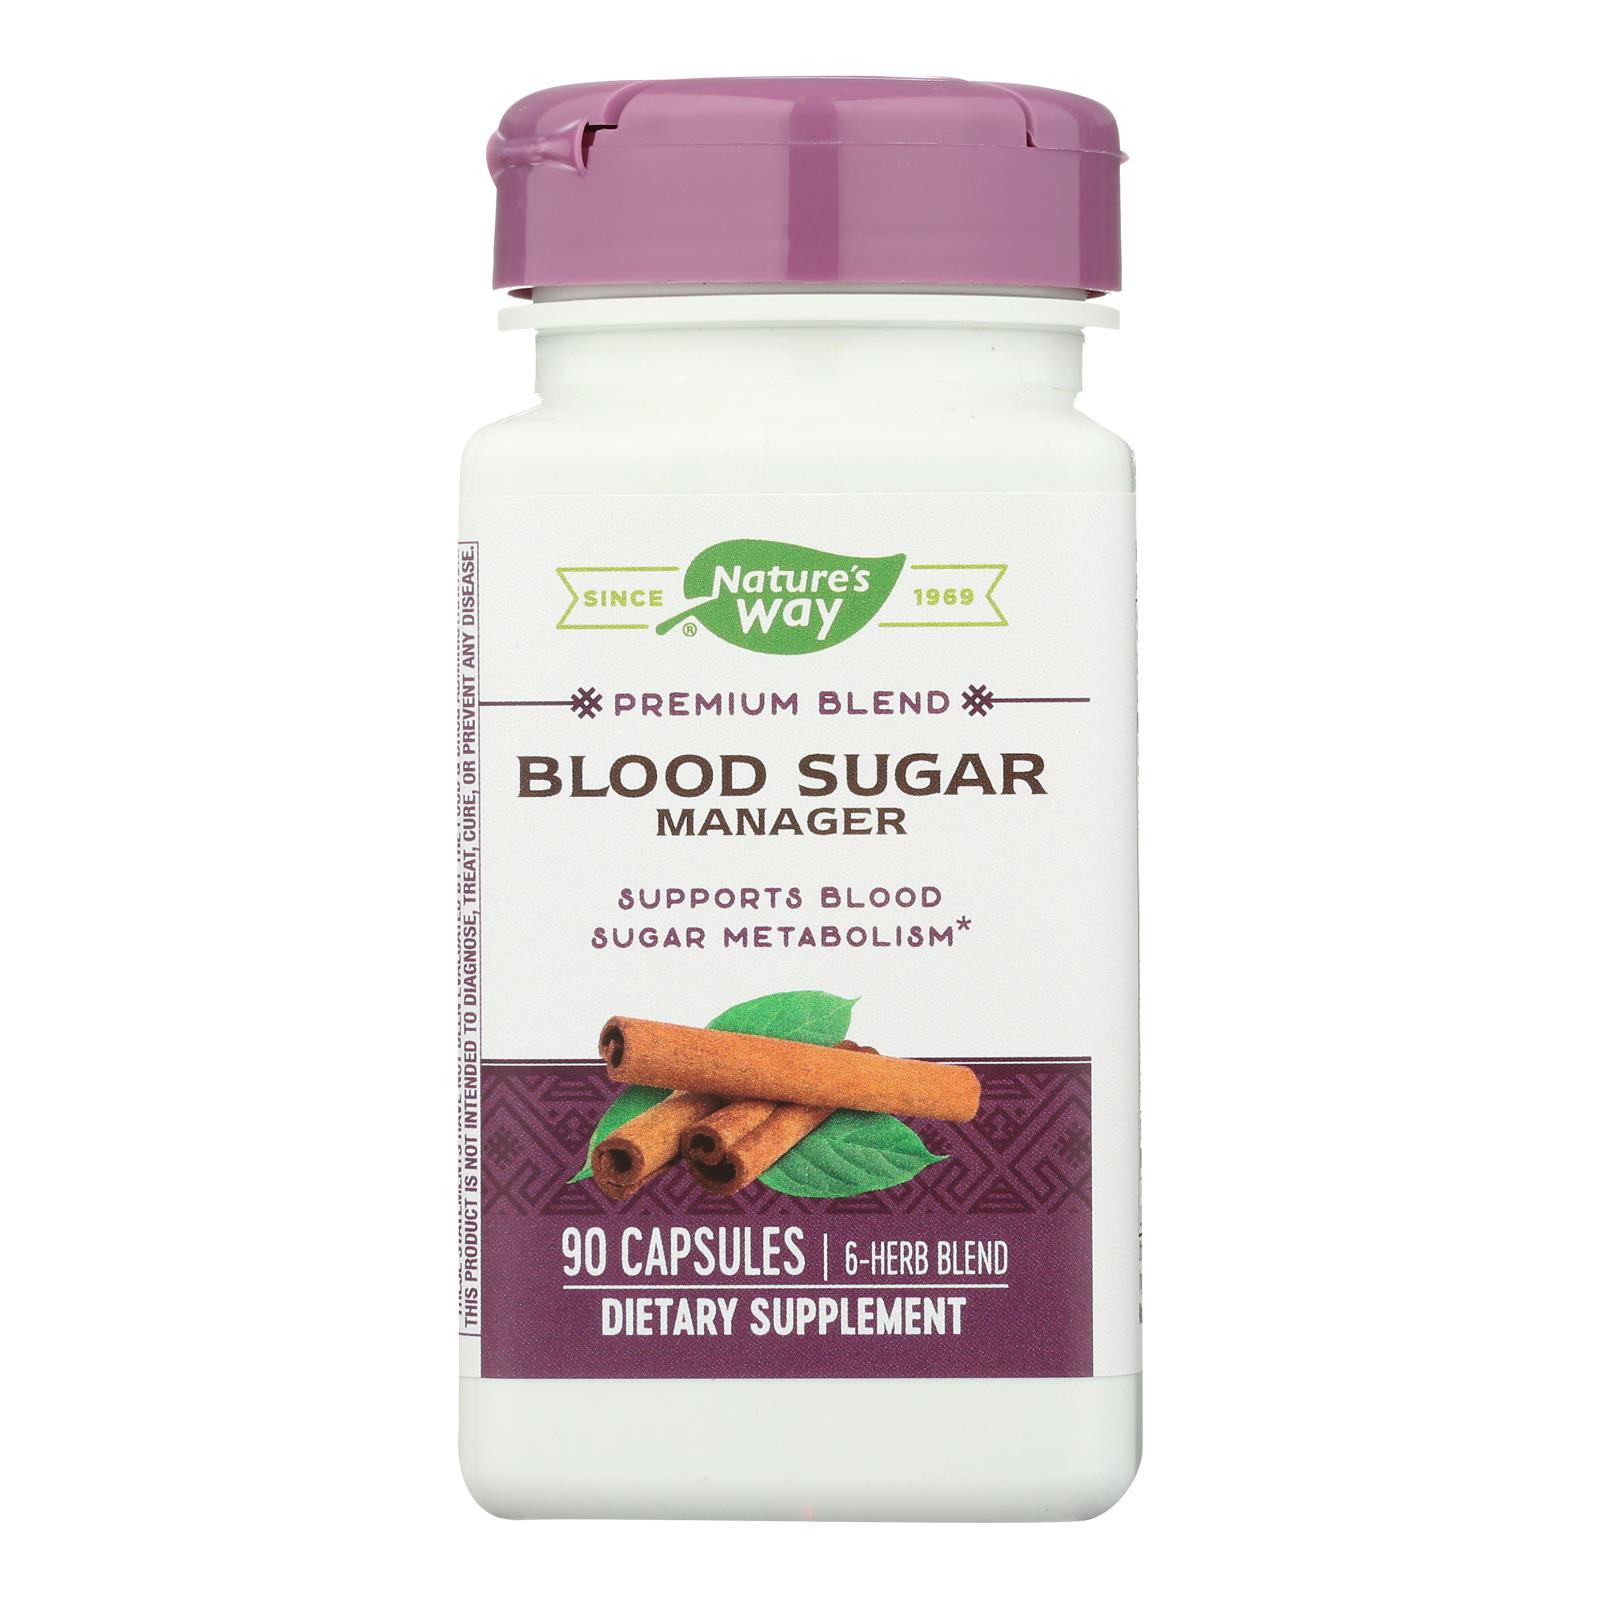 SINCE Nature's Way ® 1969
PREMIUM BLEND
BLOOD SUGAR
MANAGER
SUPPORTS BLOOD
SUGAR METABOLISM*
90 CAPSULES | 6-HERB BLEND
DIETARY SUPPLEMENT
THIS PRODUCT IS NOT INTENDED TO DIAGNOSE, TREAT, CURE, OR PREVENT ANY DISEASE.